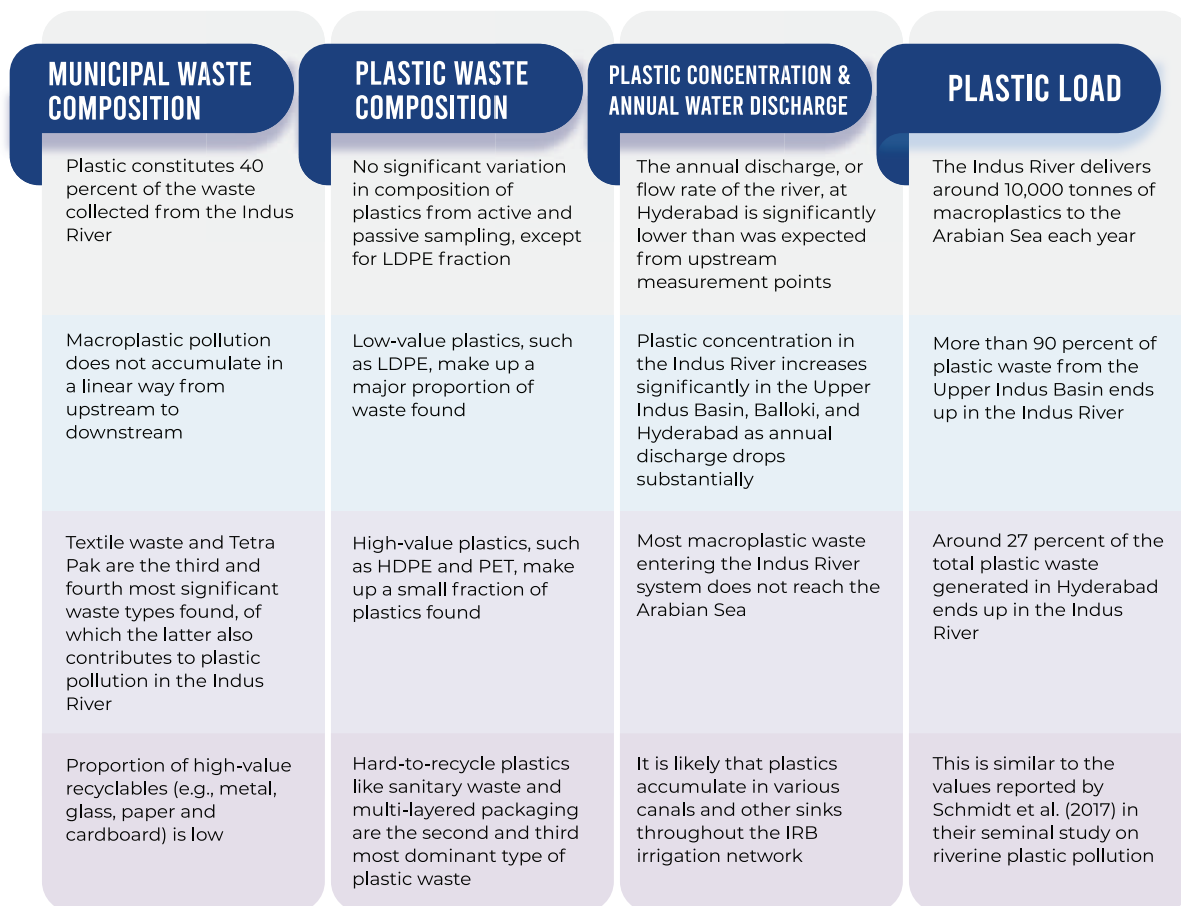 MUNICIPAL WASTE
COMPOSITION
Plastic constitutes 40
percent of the waste
collected from the Indus
River
Macroplastic pollution
does not accumulate in
a linear way from
upstream to
downstream
Textile waste and Tetra
Pak are the third and
fourth most significant
waste types found, of
which the latter also
contributes to plastic
pollution in the Indus
River
Proportion of high-value
recyclables (e.g., metal,
glass, paper and
cardboard) is low
PLASTIC WASTE
COMPOSITION
No significant variation
in composition of
plastics from active and
passive sampling, except
for LDPE fraction
Low-value plastics, such
as LDPE, make up a
major proportion of
waste found
High-value plastics, such
as HDPE and PET, make
up a small fraction of
plastics found
Hard-to-recycle plastics
like sanitary waste and
multi-layered packaging
are the second and third
most dominant type of
plastic waste
PLASTIC CONCENTRATION &
ANNUAL WATER DISCHARGE
The annual discharge, or
flow rate of the river, at
Hyderabad is significantly
lower than was expected
from upstream
measurement points
Plastic concentration in
the Indus River increases
significantly in the Upper
Indus Basin, Balloki, and
Hyderabad as annual
discharge drops
substantially
Most macroplastic waste
entering the Indus River
system does not reach the
Arabian Sea
It is likely that plastics
accumulate in various
canals and other sinks
throughout the IRB
irrigation network
PLASTIC LOAD
The Indus River delivers
around 10,000 tonnes of
macroplastics to the
Arabian Sea each year
More than 90 percent of
plastic waste from the
Upper Indus Basin ends
up in the Indus River
Around 27 percent of the
total plastic waste
generated in Hyderabad
ends up in the Indus
River
This is similar to the
values reported by
Schmidt et al. (2017) in
their seminal study on
riverine plastic pollution